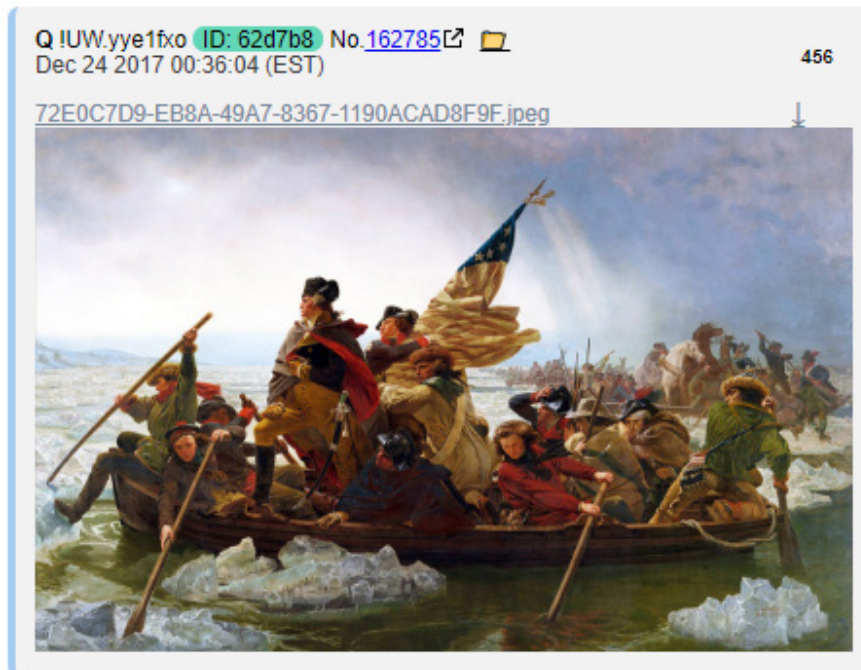 Q !UW.yye1fxo ID: 62d7b8 No.162785
Dec 24 2017 00:36:04 (EST)
456
72E0C7D9-EB8A-49A7-8367-1190ACAD8F9F.jpeg